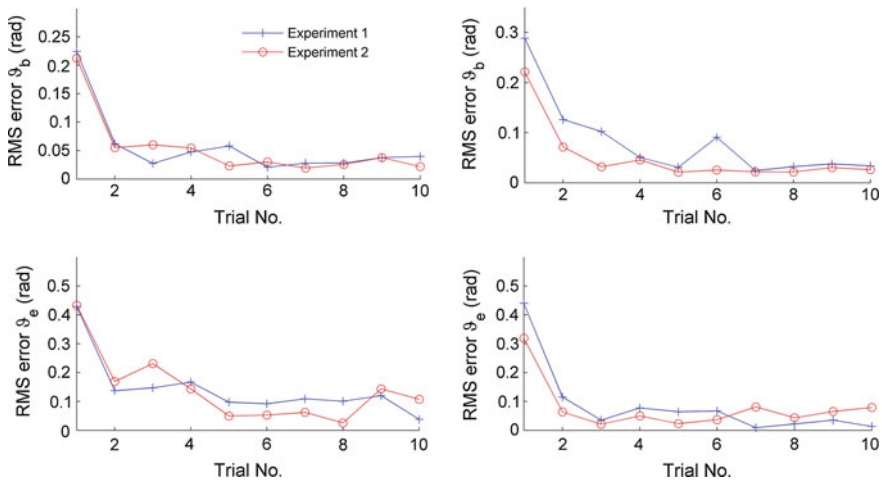 RMS error ϑ_b (rad)
0.25
0.2
0.15
0.1
0.05
0
2 4 6 8 10
Trial No.
Experiment 1
Experiment 2
RMS error ϑ_b (rad)
0.3
0.2
0.1
0
2 4 6 8 10
Trial No.
RMS error ϑ_e (rad)
0.5
0.4
0.3
0.2
0.1
0
2 4 6 8 10
Trial No.
RMS error ϑ_e (rad)
0.5
0.4
0.3
0.2
0.1
0
2 4 6 8 10
Trial No.